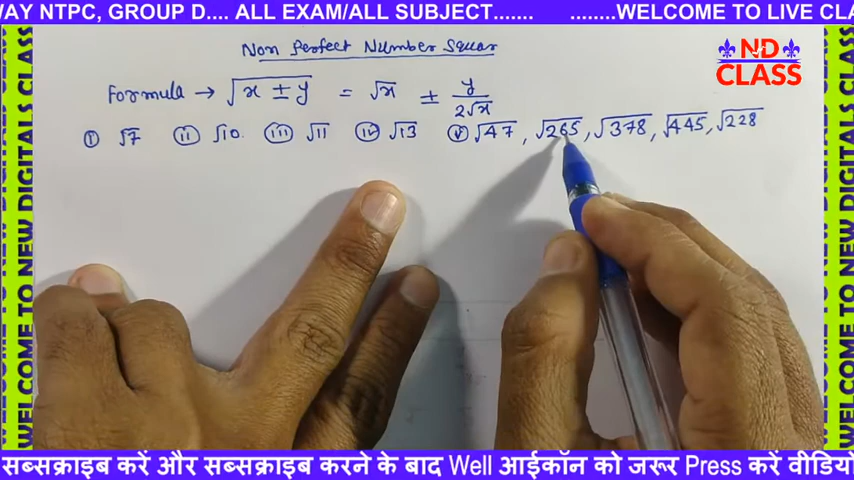 WAY NTPC, GROUP D.... ALL EXAM/ALL SUBJECT....... .......WELCOME TO LIVE CLA
Non Perfect Number Squar
ND
CLASS
Formula → √(x ± y) = √x ± y/(2√x)
(i) √7 (ii) √10. (iii) √11 (iv) √13 (v) √47, √265, √378, √445, √228
WELCOME TO NEW DIGITALS CLASS
WELCOME TO NEW DIGITALS CLASS
सब्सक्राइब करें और सब्सक्राइब करने के बाद Well आईकॉन को जरूर Press करें वीडियो